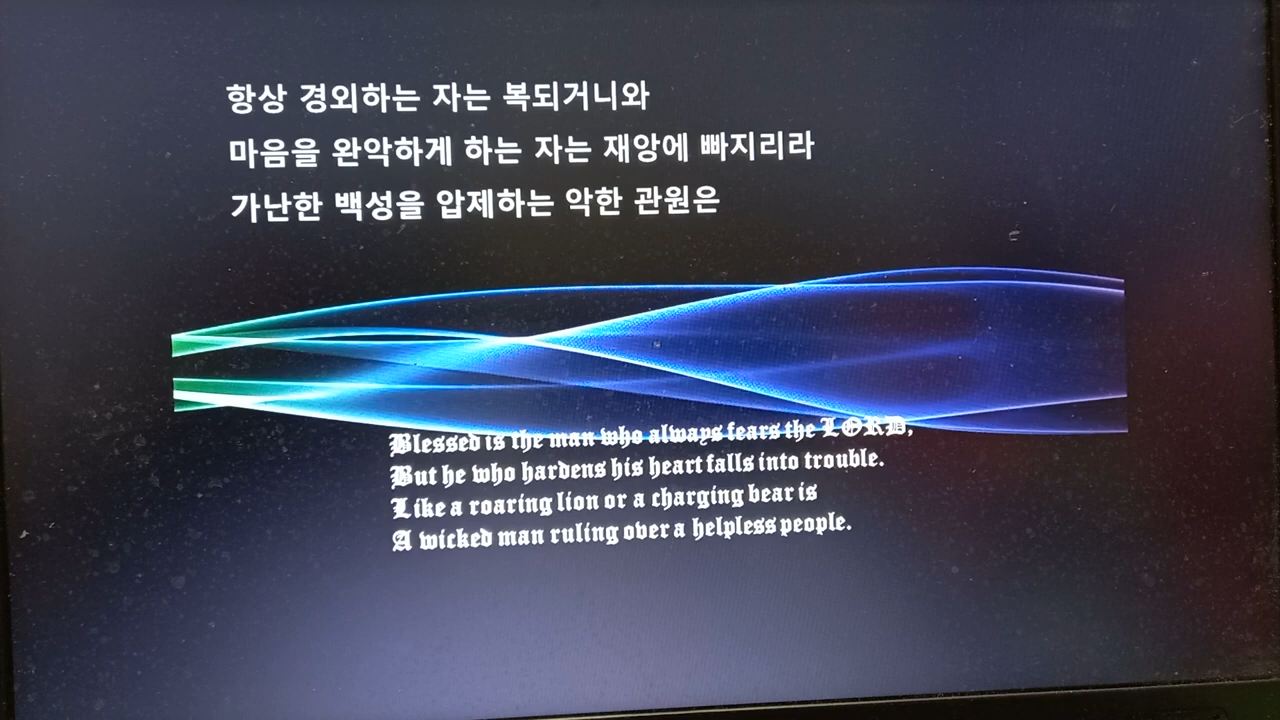 항상 경외하는 자는 복되거니와
마음을 완악하게 하는 자는 재앙에 빠지리라
가난한 백성을 압제하는 악한 관원은
Blessed is the man who always fears the LORD,
But he who hardens his heart falls into trouble.
Like a roaring lion or a charging bear is
A wicked man ruling over a helpless people.